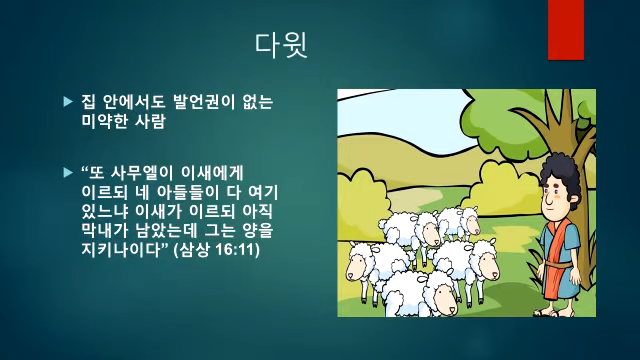 다윗
집 안에서도 발언권이 없는
미약한 사람
“또 사무엘이 이새에게
이르되 네 아들들이 다 여기
있느냐 이새가 이르되 아직
막내가 남았는데 그는 양을
지키나이다” (삼상 16:11)